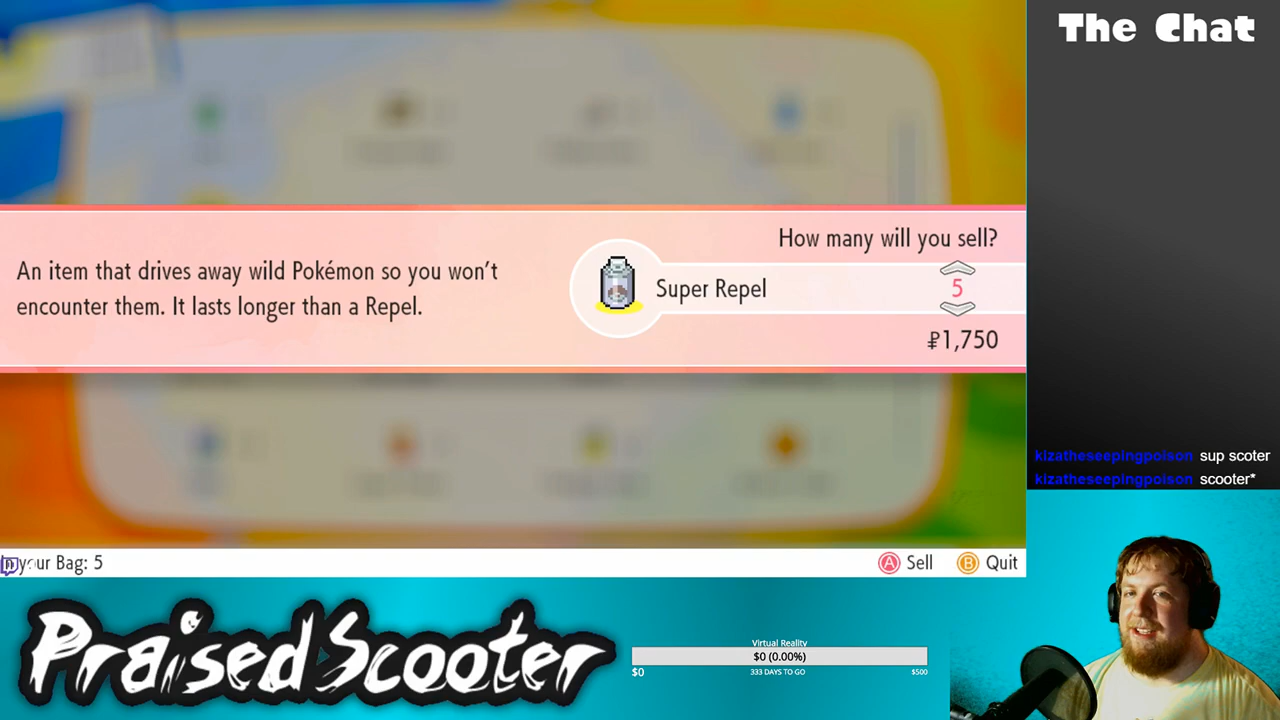 The Chat
How many will you sell?
An item that drives away wild Pokémon so you won't
encounter them. It lasts longer than a Repel.
Super Repel
5
₽1,750
kizatheseepingpoison sup scoter
kizatheseepingpoison scooter*
your Bag: 5
A Sell
B Quit
PraisedScooter
Virtual Reality
$0 (0.00%)
$0
333 DAYS TO GO
$500